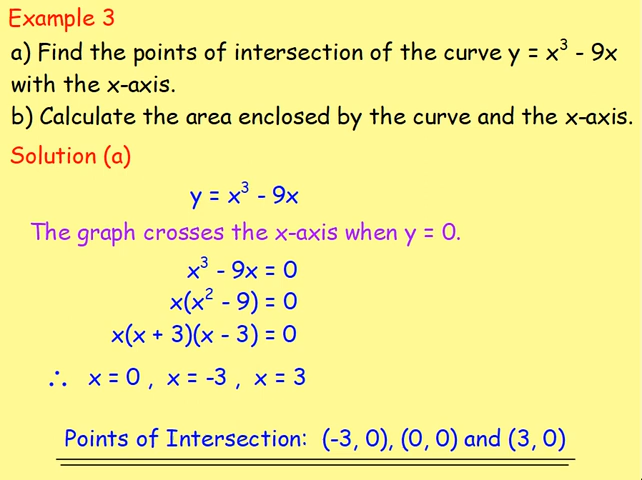 Example 3
a) Find the points of intersection of the curve y = x³ - 9x
with the x-axis.
b) Calculate the area enclosed by the curve and the x-axis.
Solution (a)
y = x³ - 9x
The graph crosses the x-axis when y = 0.
x³ - 9x = 0
x(x² - 9) = 0
x(x + 3)(x - 3) = 0
∴ x = 0 , x = -3 , x = 3
Points of Intersection: (-3, 0), (0, 0) and (3, 0)